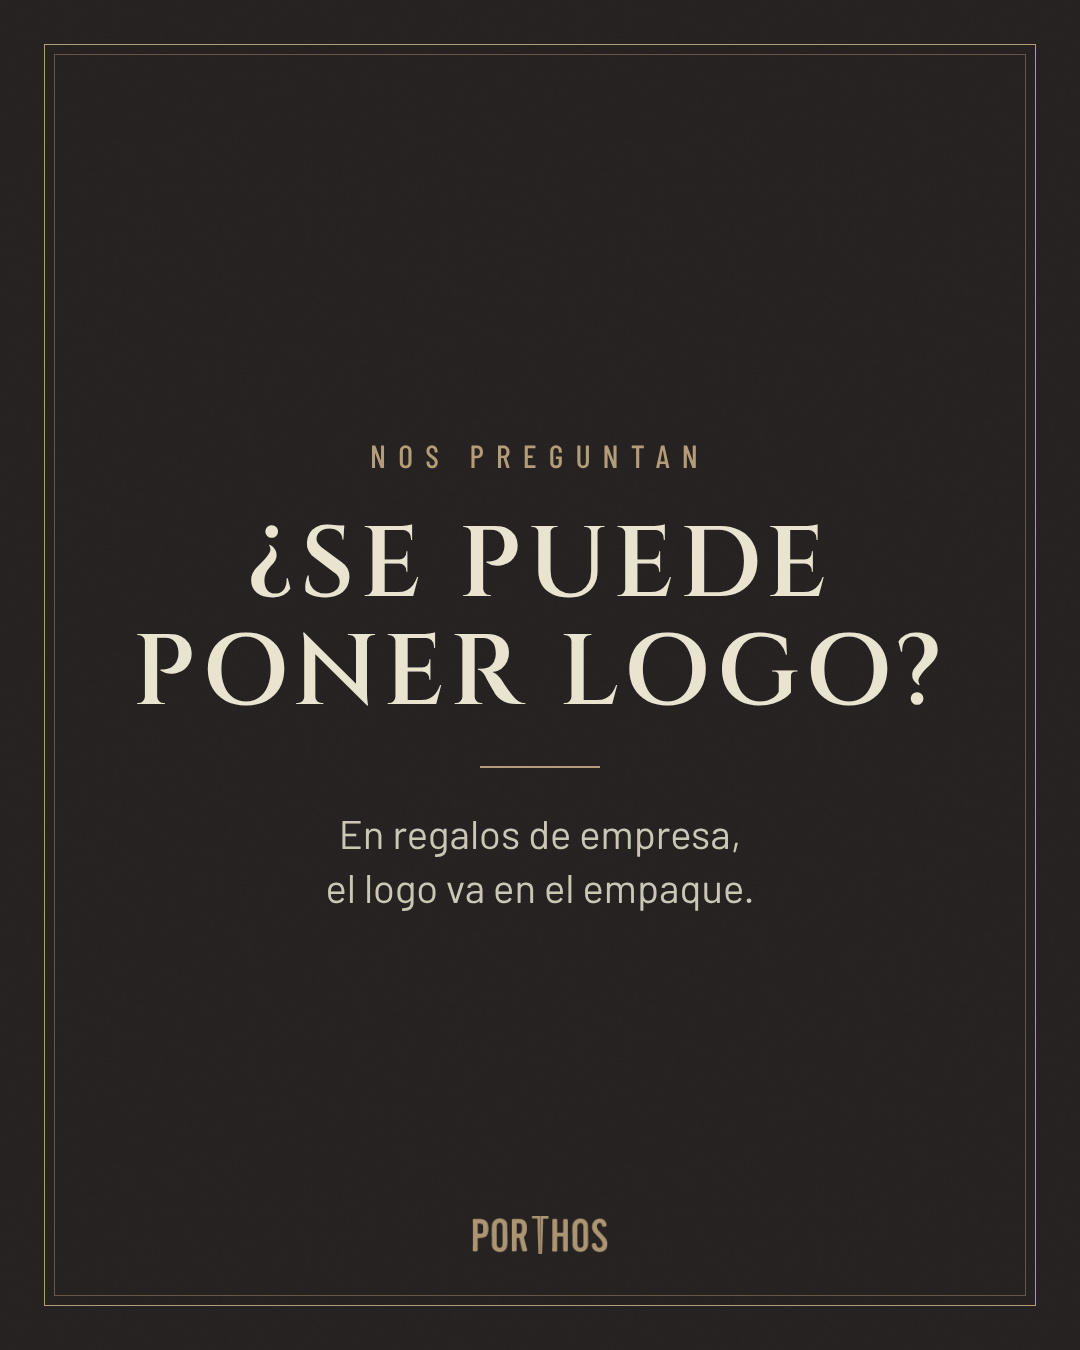 NOS PREGUNTAN
¿SE PUEDE
PONER LOGO?
En regalos de empresa,
el logo va en el empaque.
PORTHOS